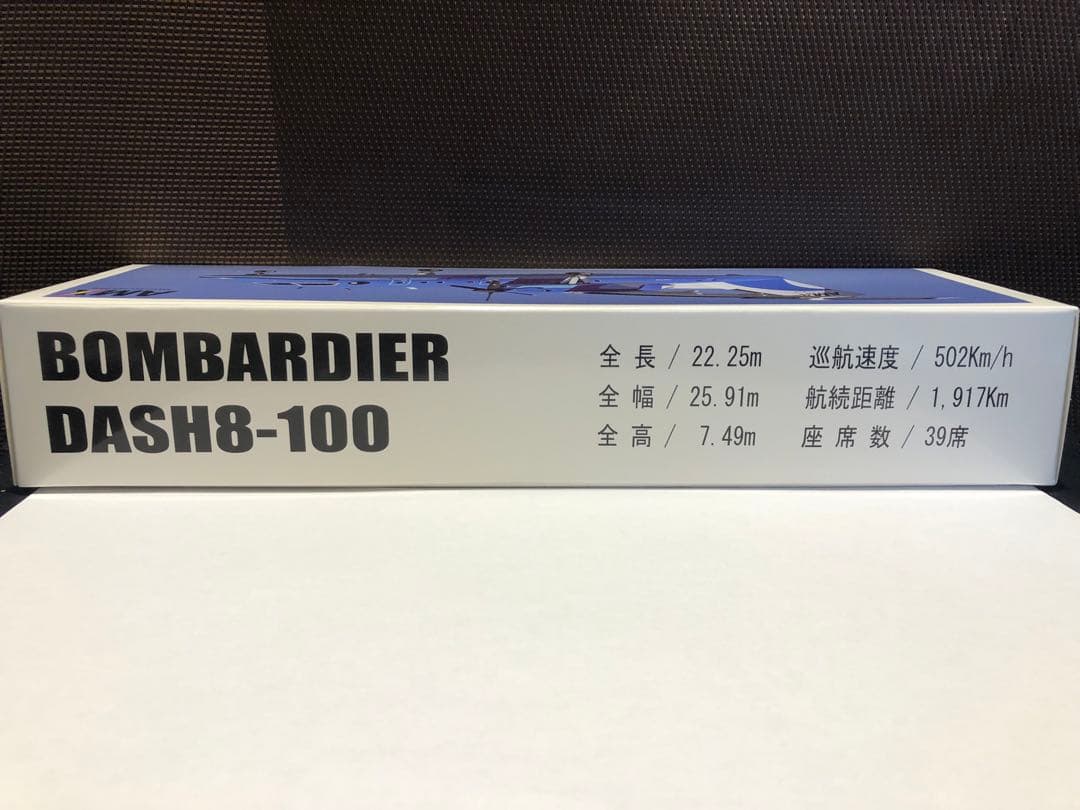 BOMBARDIER
DASH8-100
全長 / 22.25m
全幅 / 25.91m
全高 / 7.49m
巡航速度 / 502Km/h
航続距離 / 1,917Km
座席数 / 39席